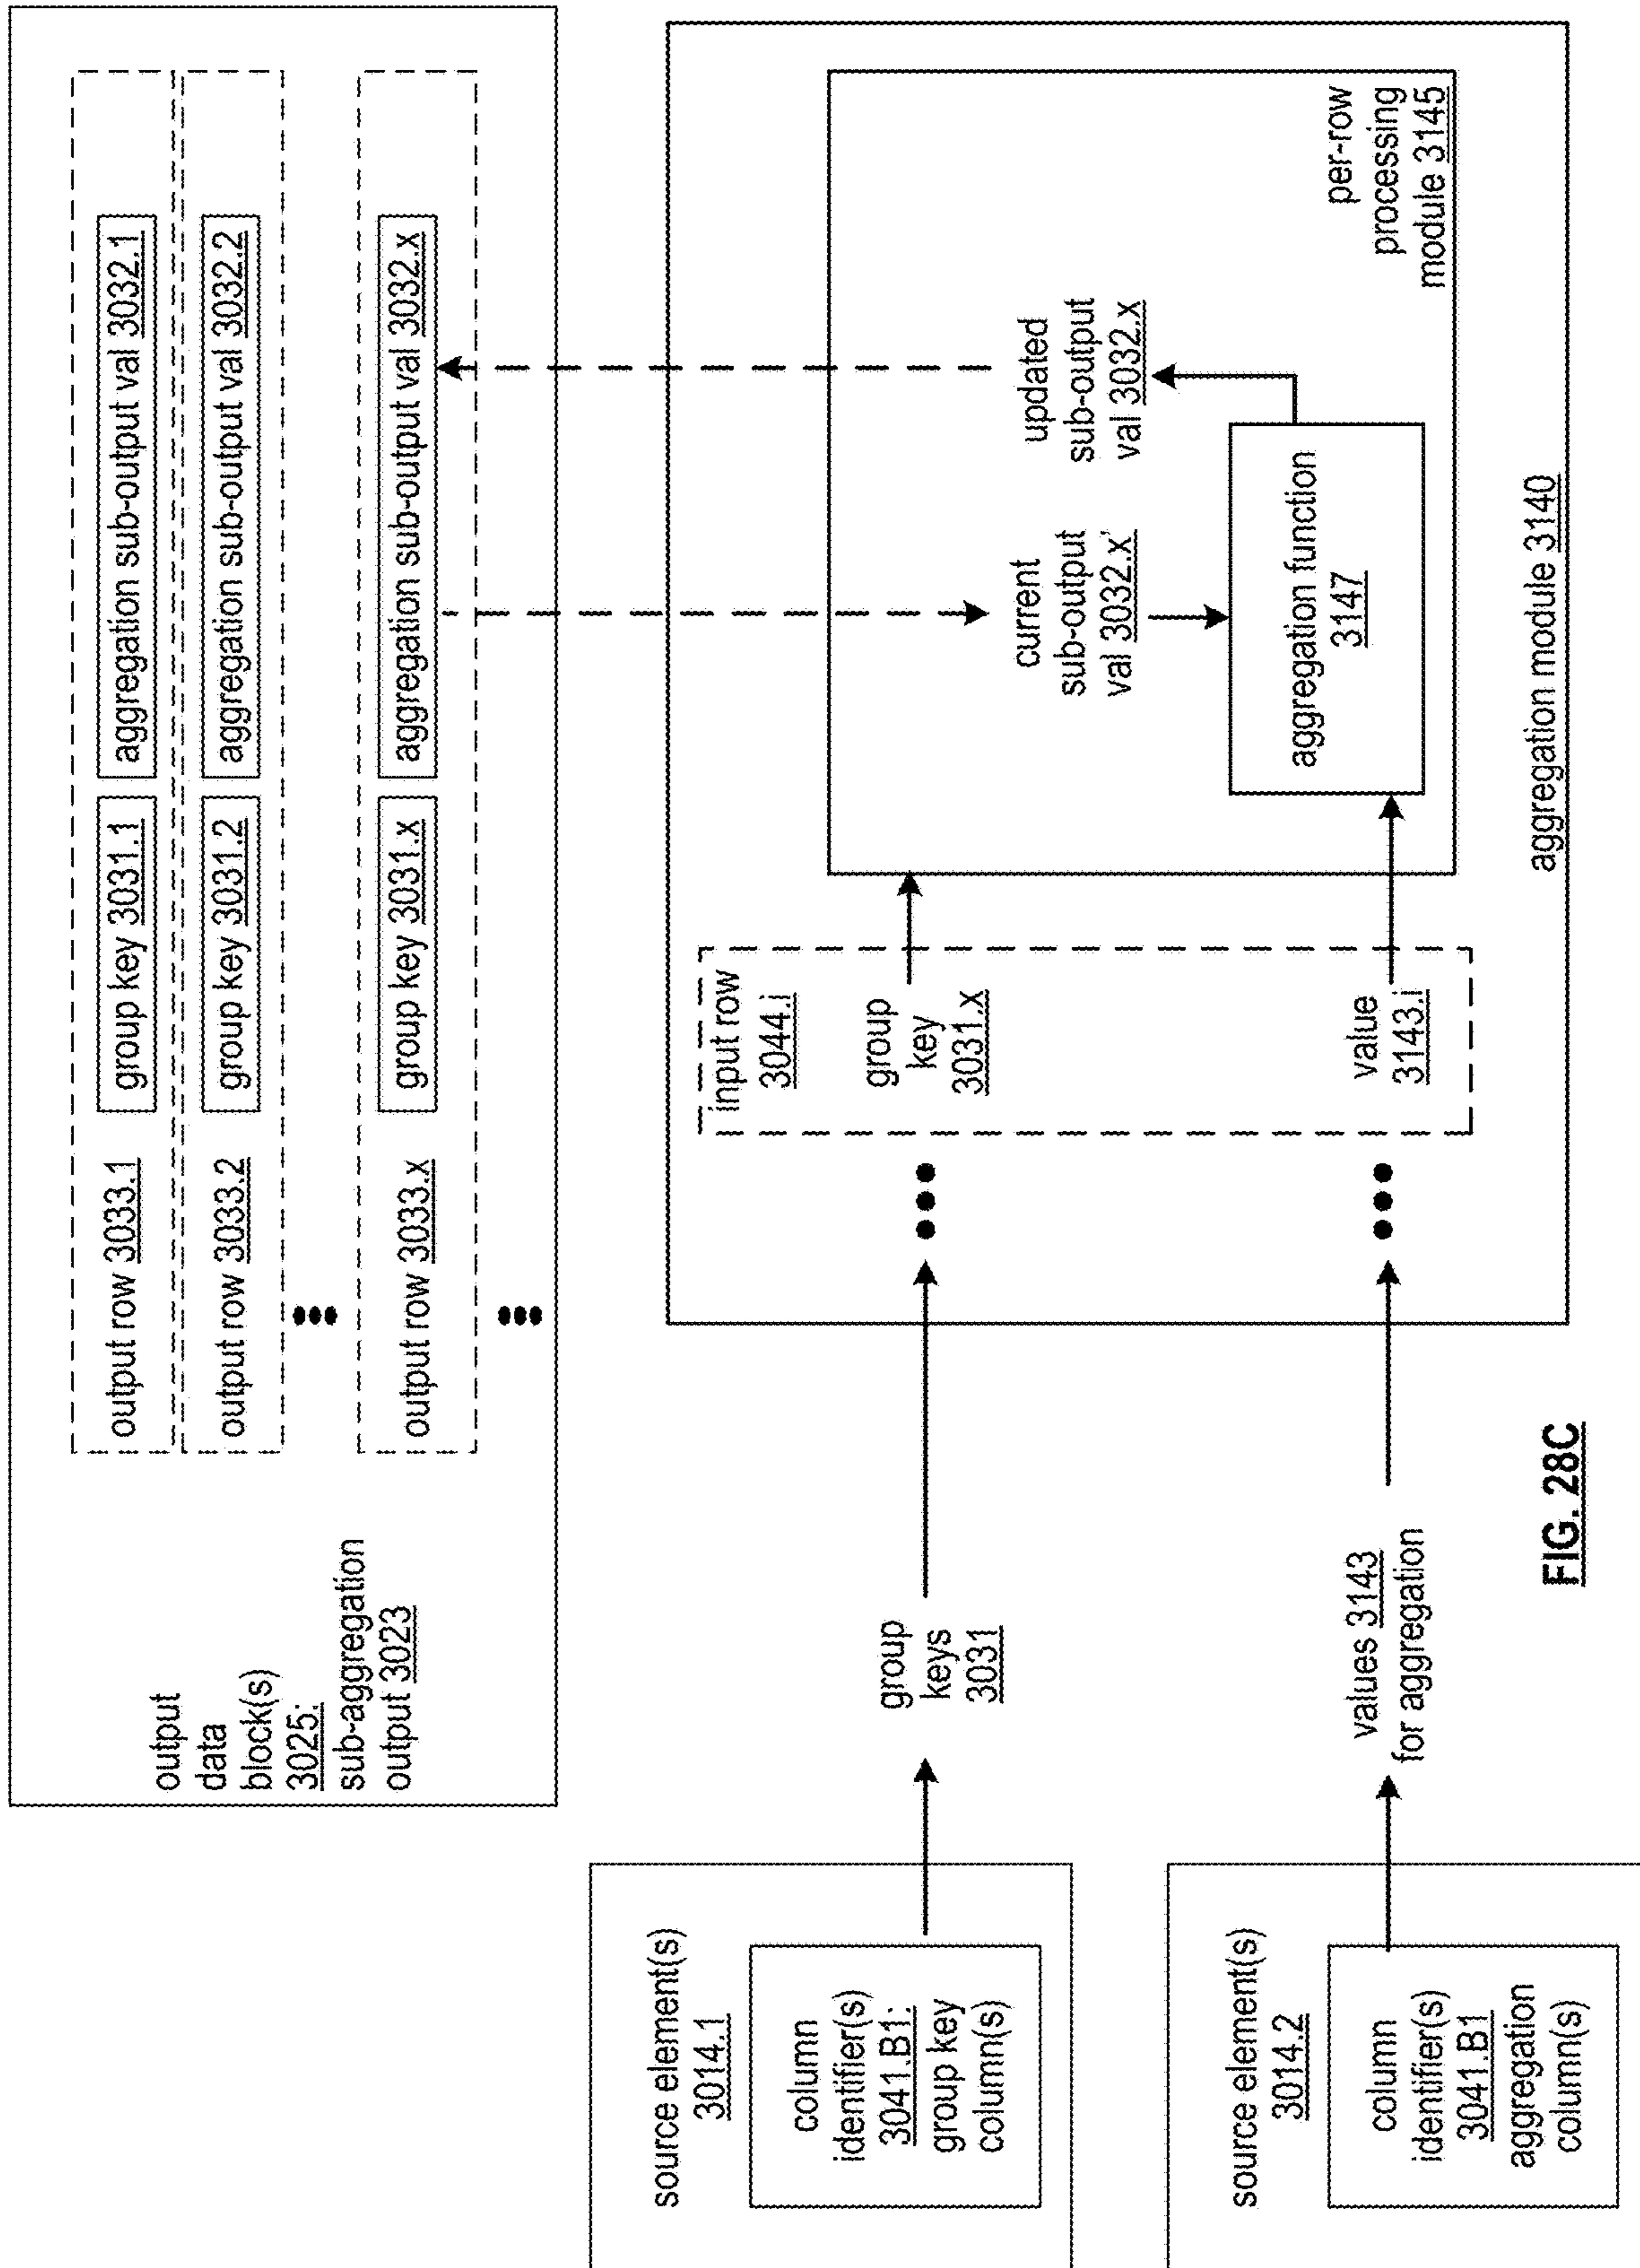 output
data
block(s)
3025:
sub-aggregation
output 3023
output row 3033.1
group key 3031.1
aggregation sub-output val 3032.1
output row 3033.2
group key 3031.2
aggregation sub-output val 3032.2
output row 3033.x
group key 3031.x
aggregation sub-output val 3032.x
source element(s)
3014.1
column
identifier(s)
3041.B1:
group key
column(s)
group
keys
3031
input row
3044.i
group
key
3031.x
value
3143.i
current
sub-output
val 3032.x'
updated
sub-output
val 3032.x
aggregation function
3147
per-row
processing
module 3145
aggregation module 3140
source element(s)
3014.2
column
identifier(s)
3041.B1
aggregation
column(s)
values 3143
for aggregation
FIG. 28C